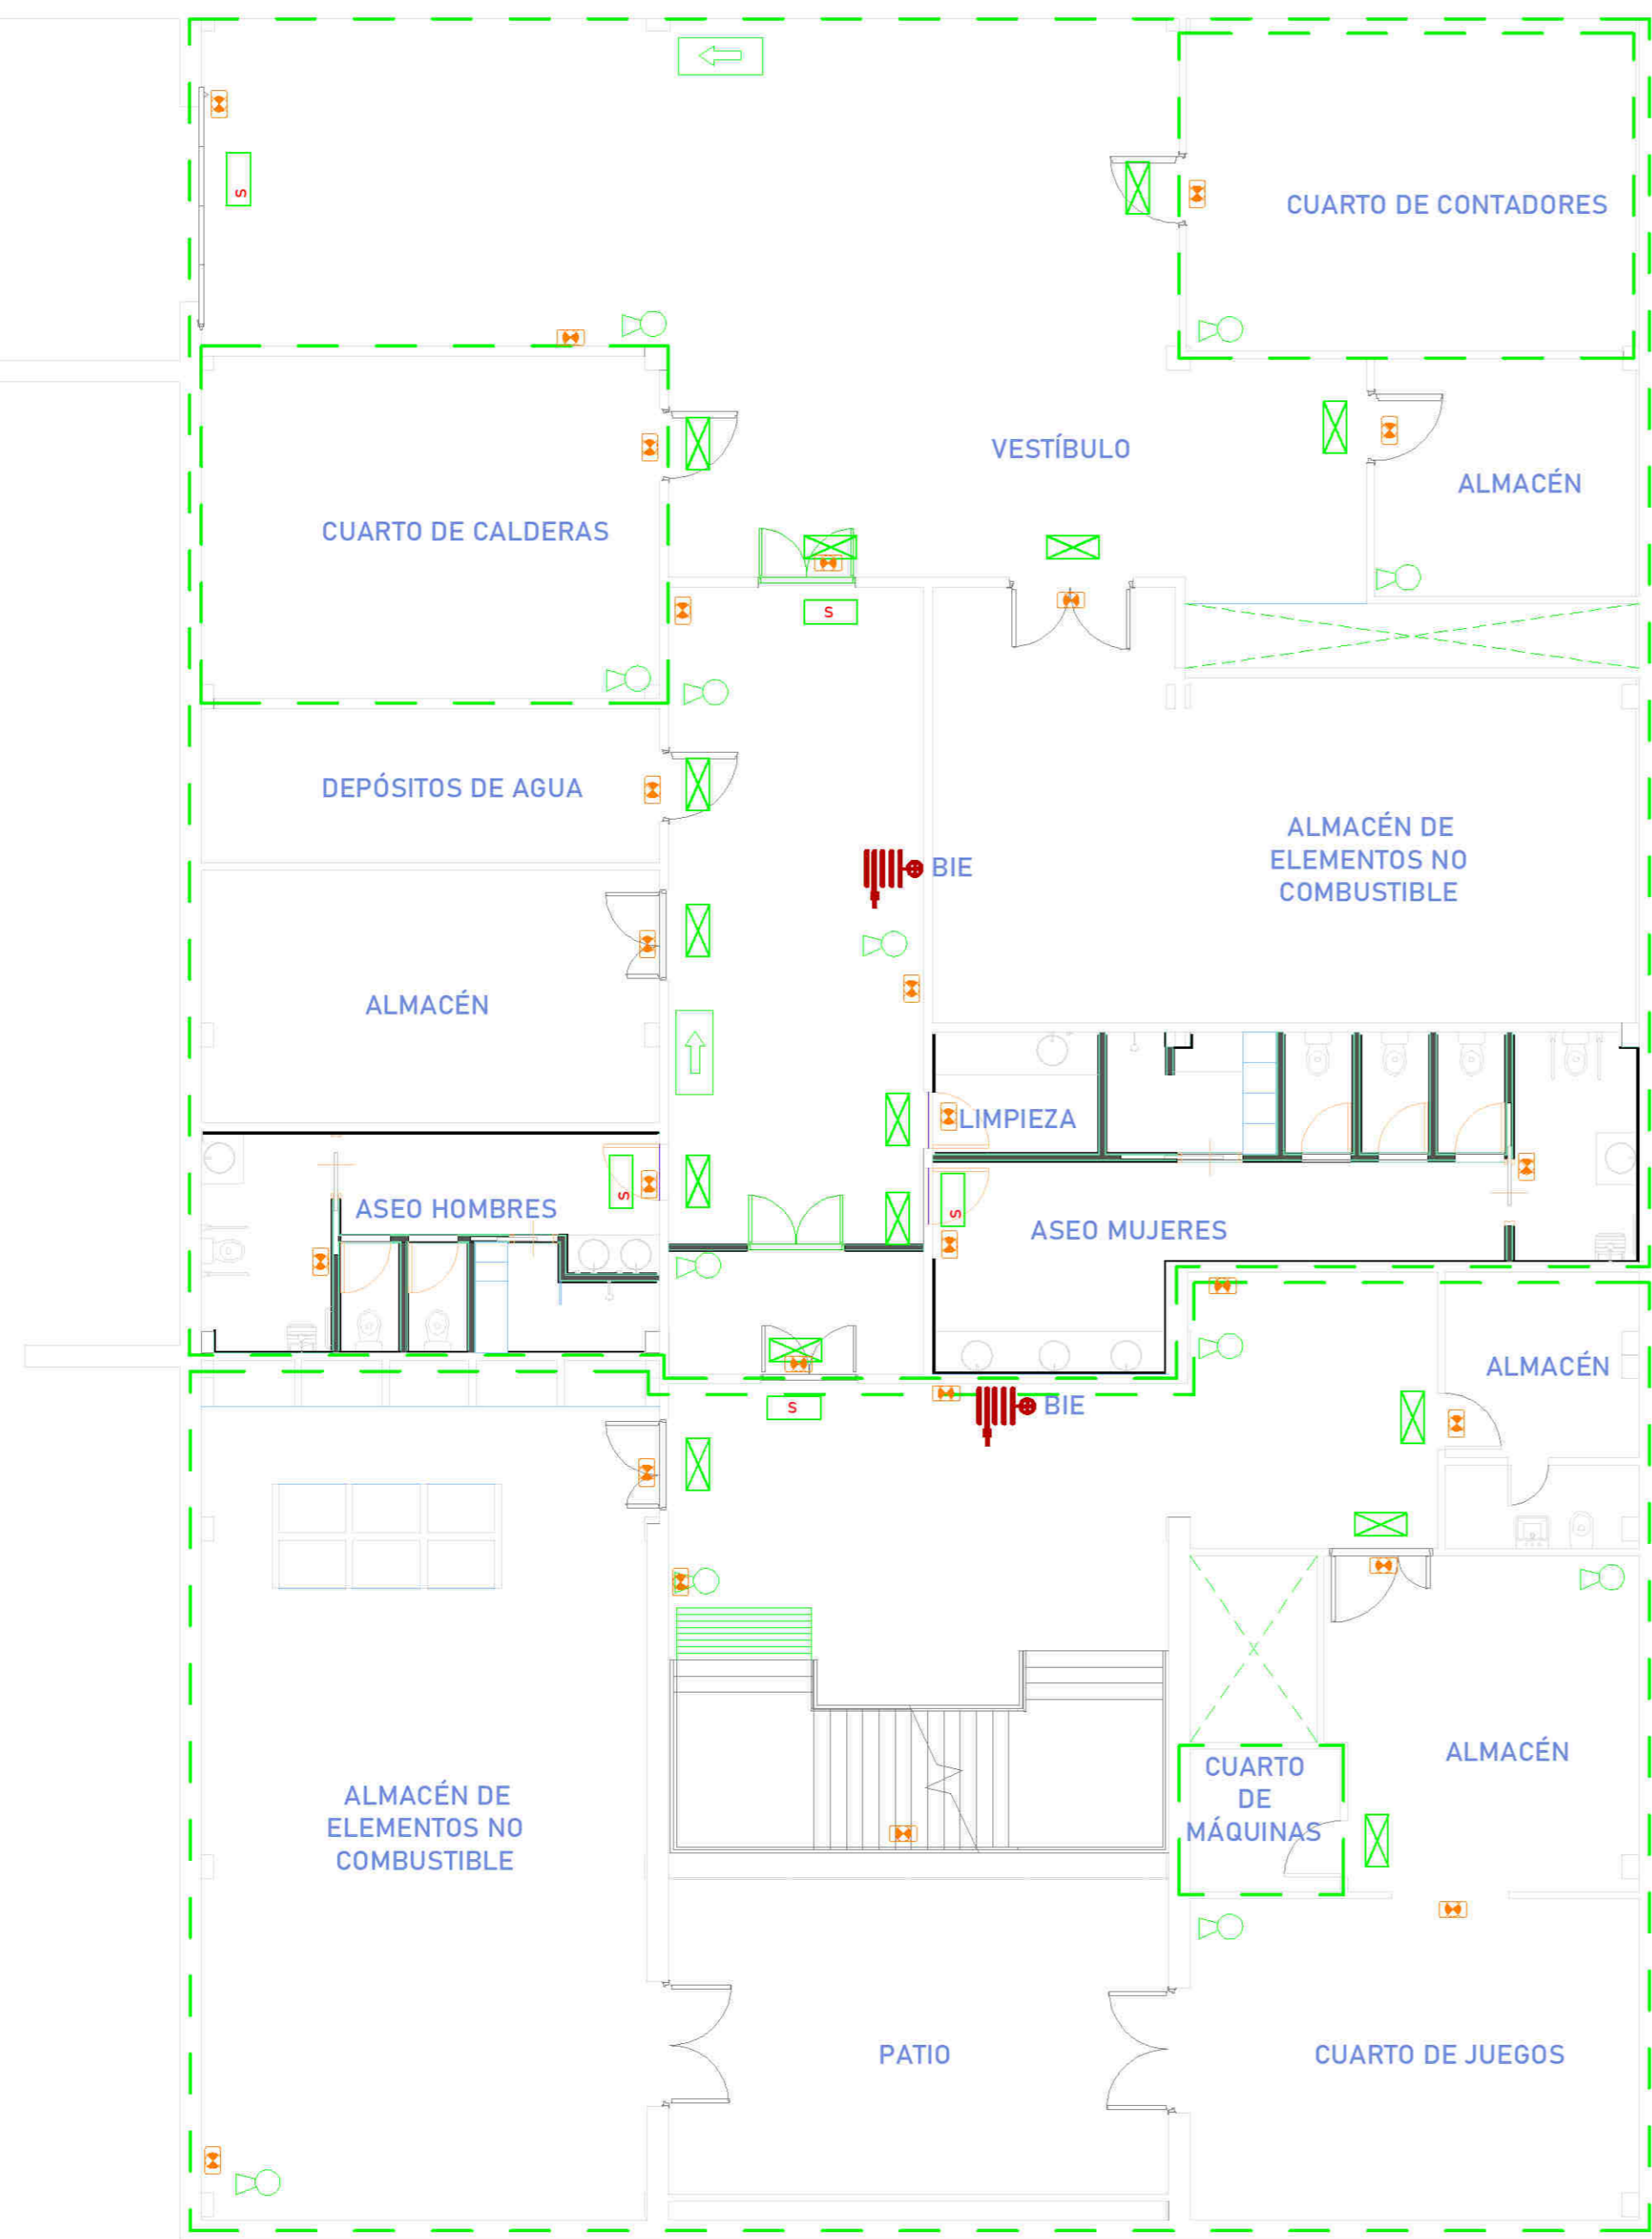 S
CUARTO DE CONTADORES
VESTÍBULO
ALMACÉN
CUARTO DE CALDERAS
S
DEPÓSITOS DE AGUA
ALMACÉN DE
ELEMENTOS NO
COMBUSTIBLE
BIE
ALMACÉN
LIMPIEZA
S
ASEO HOMBRES
S
ASEO MUJERES
ALMACÉN
S
BIE
ALMACÉN
CUARTO
DE
MÁQUINAS
ALMACÉN DE
ELEMENTOS NO
COMBUSTIBLE
PATIO
CUARTO DE JUEGOS